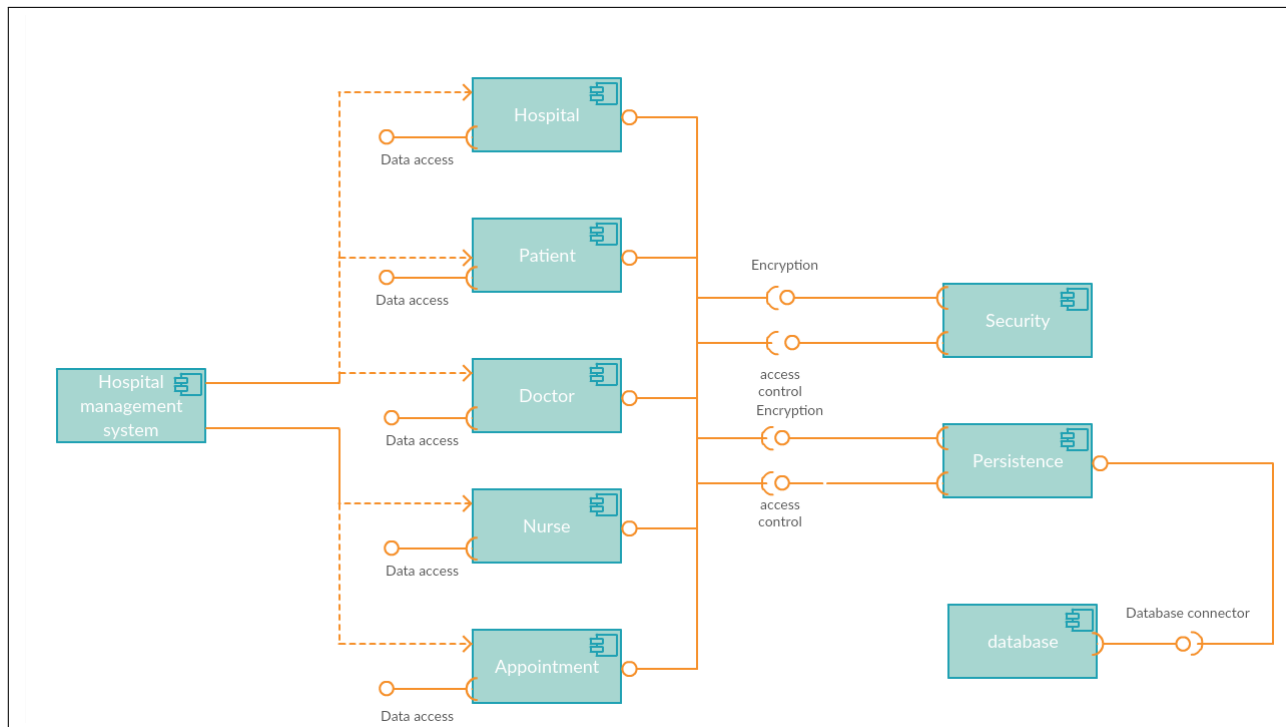 Hospital
Data access
Patient
Data access
Encryption
Security
access
control
Hospital
management
system
Doctor
Data access
Encryption
Persistence
access
control
Nurse
Data access
Database connector
database
Appointment
Data access